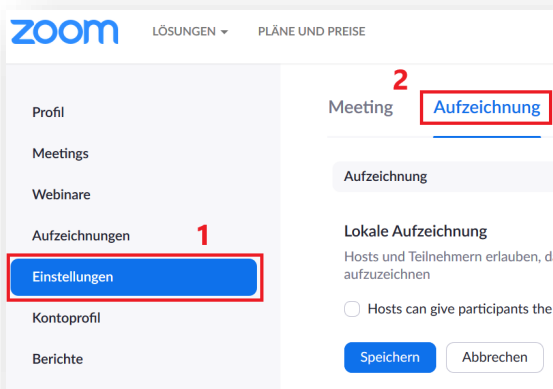 zoom LÖSUNGEN PLÄNE UND PREISE
Profil
Meetings
Webinare
Aufzeichnungen
1
Einstellungen
Kontoprofil
Berichte
2
Meeting Aufzeichnung
Aufzeichnung
Lokale Aufzeichnung
Hosts und Teilnehmern erlauben, d
aufzuzeichnen
Hosts can give participants the
Speichern Abbrechen